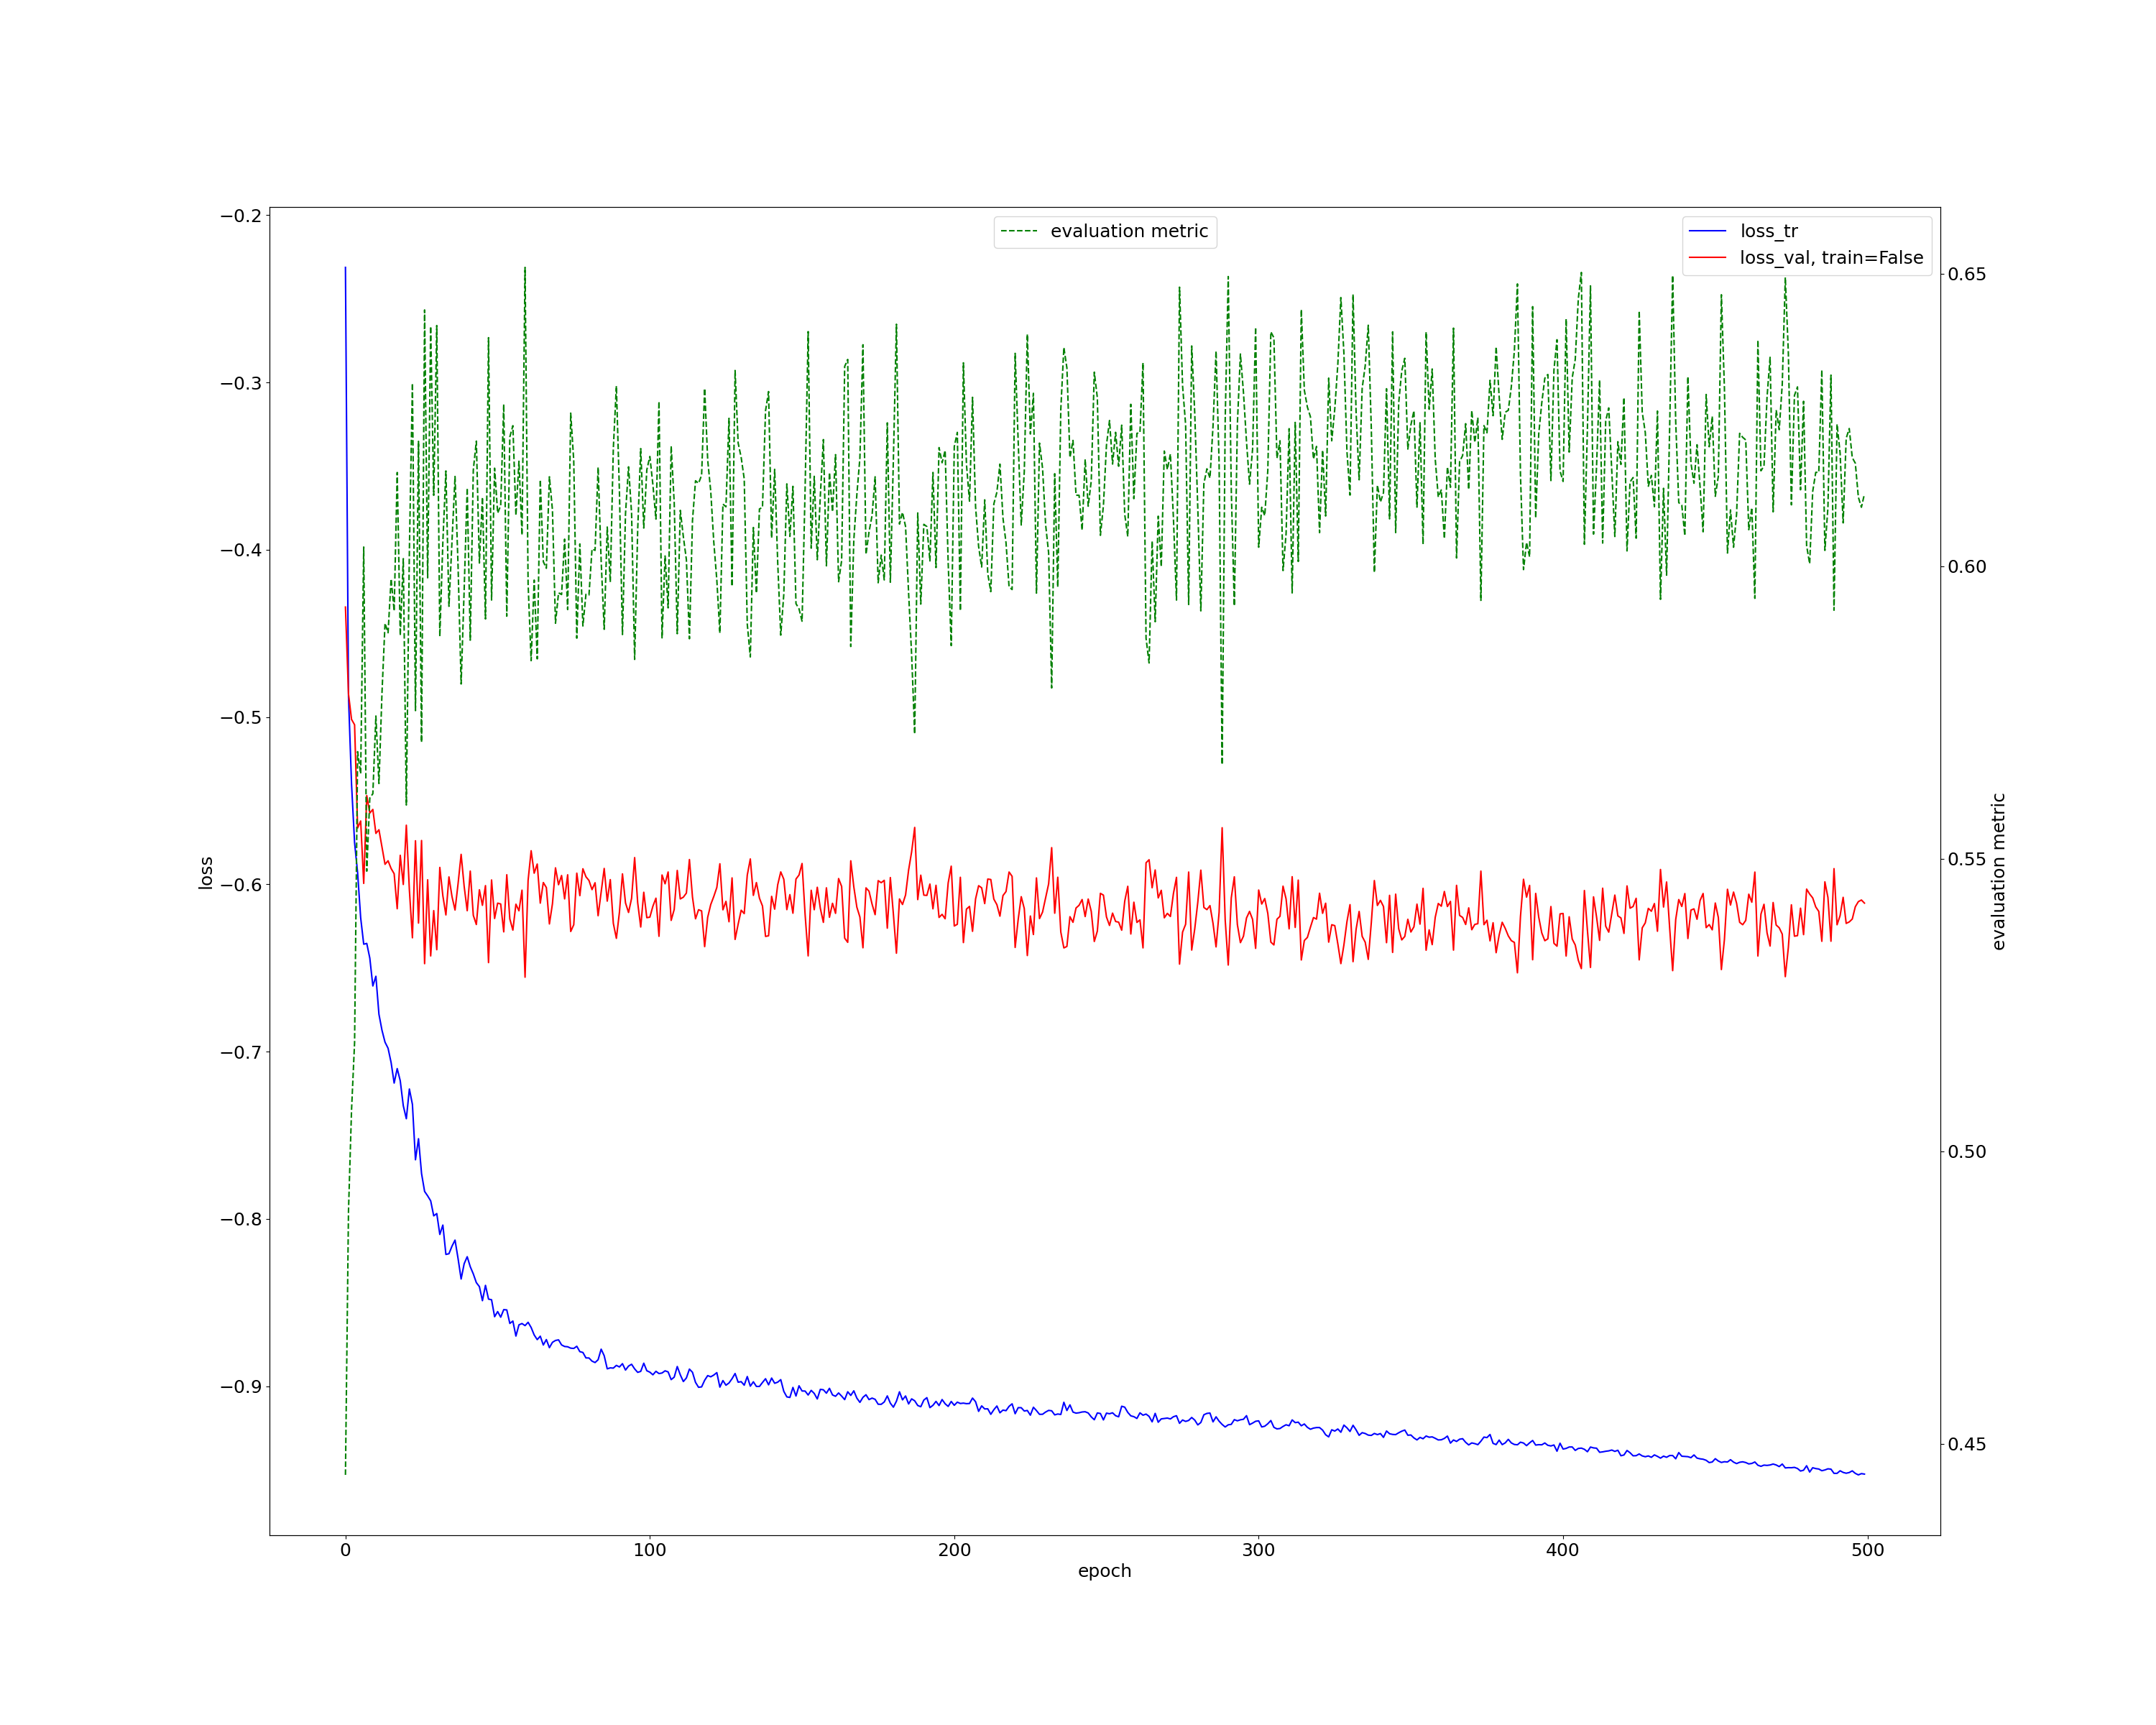 evaluation metric
loss_tr
loss_val, train=False
−0.2
−0.3
−0.4
−0.5
−0.6
−0.7
−0.8
−0.9
loss
0.65
0.60
0.55
0.50
0.45
evaluation metric
0 100 200 300 400 500
epoch